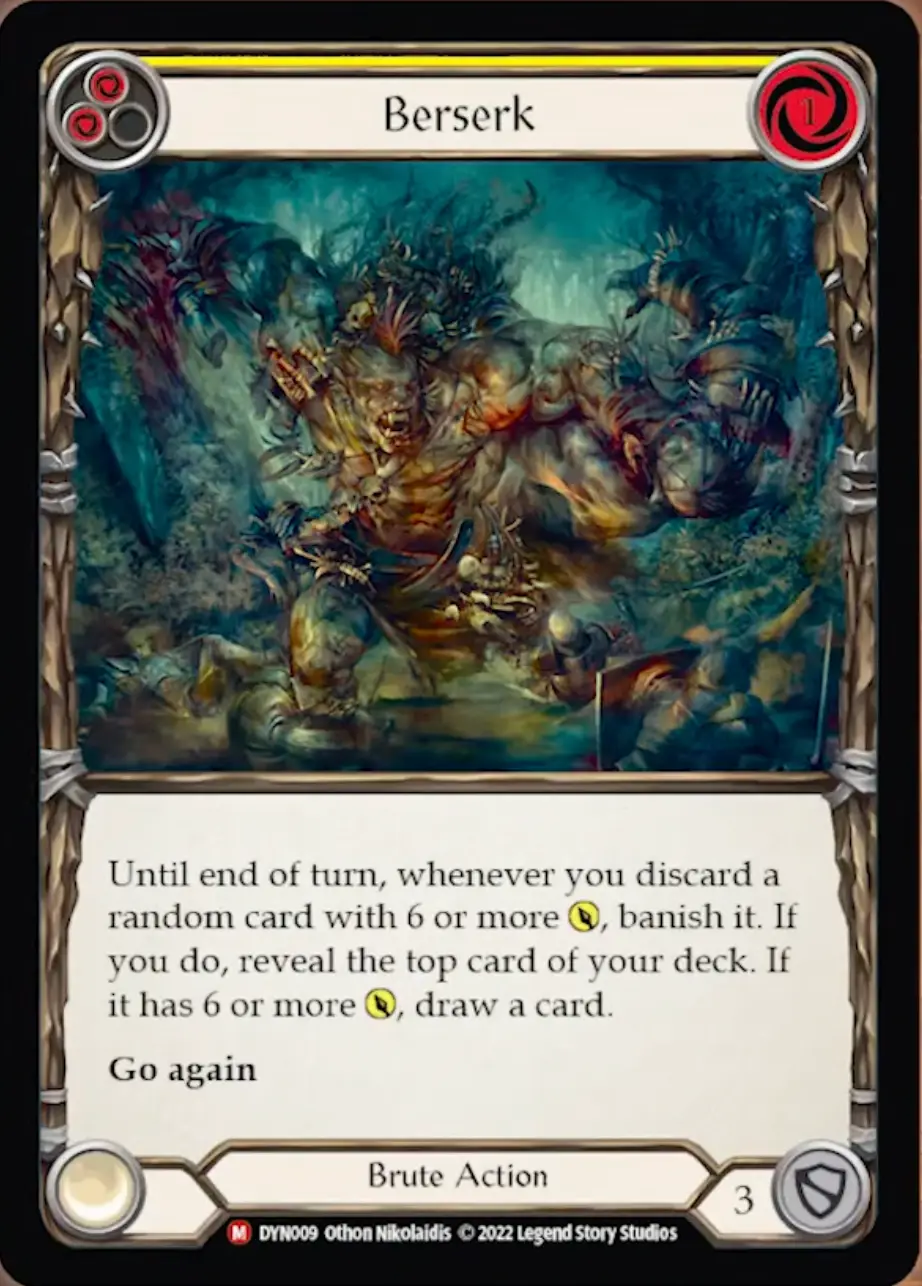 Berserk
1
Until end of turn, whenever you discard a
random card with 6 or more , banish it. If
you do, reveal the top card of your deck. If
it has 6 or more , draw a card.
Go again
Brute Action
3
M DYN009 Othon Nikolaidis © 2022 Legend Story Studios